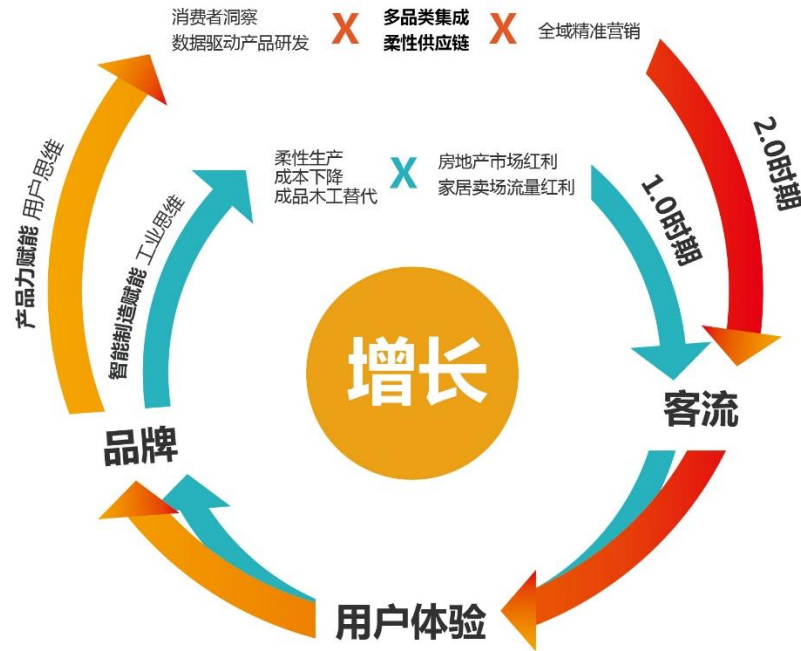 消费者洞察
数据驱动产品研发
X
多品类集成
柔性供应链
X
全域精准营销
2.0时期
产品力赋能 用户思维
柔性生产
成本下降
成品木工替代
X
房地产市场红利
家居卖场流量红利
1.0时期
智能制造赋能 工业思维
增长
客流
品牌
用户体验